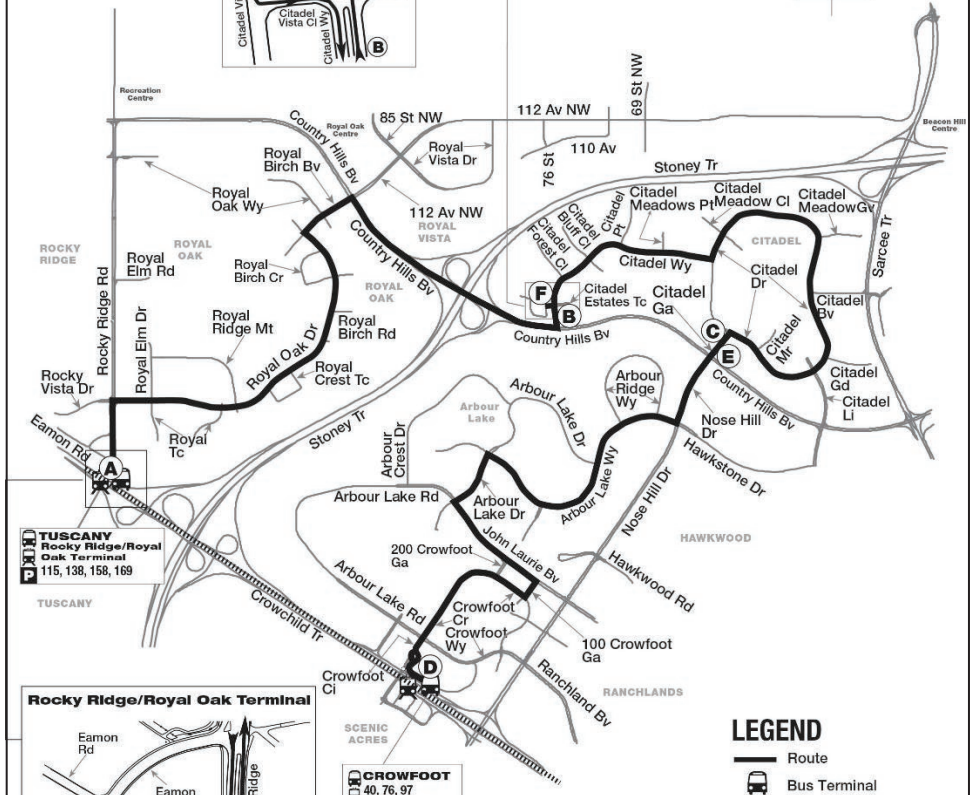 Citadel Vi
Citadel
Vista Cl
Citadel Wy
B
Recreation
Centre
Country Hills Bv
Royal Oak
Centre
85 St NW
112 Av NW
69 St NW
76 St
110 Av
Beacon Hill
Centre
Royal
Birch Bv
Royal
Vista Dr
Stoney Tr
Royal
Oak Wy
112 Av NW
ROYAL
VISTA
Citadel
Forest Cl
Citadel
Bluff Cl
Citadel
Pt
Citadel
Meadows Pt
Citadel
Meadow Cl
Citadel
MeadowGv
ROCKY
RIDGE
ROYAL
OAK
Royal
Elm Rd
Royal
Birch Cr
Country Hills Bv
ROYAL
OAK
Citadel Wy
CITADEL
Sarcee Tr
Rocky Ridge Rd
Royal Elm Dr
Royal
Ridge Mt
Royal Oak Dr
Royal
Birch Rd
F
B
Citadel
Estates Tc
Country Hills Bv
Citadel
Ga
Citadel
Dr
Citadel
Bv
C
E
Citadel
Mr
Rocky
Vista Dr
Royal
Crest Tc
Royal
Tc
Stoney Tr
Arbour
Lake
Arbour Lake Dr
Arbour
Ridge
Wy
Country Hills Bv
Citadel
Gd
Citadel
Li
Eamon Rd
A
Arbour
Crest Dr
Nose Hill
Dr
Hawkstone Dr
Arbour Lake Rd
Arbour
Lake Dr
Arbour Lake Wy
Nose Hill Dr
TUSCANY
Rocky Ridge/Royal
Oak Terminal
P 115, 138, 158, 169
John Laurie Bv
200 Crowfoot
Ga
HAWKWOOD
Hawkwood Rd
TUSCANY
Crowchild Tr
Arbour Lake Rd
Crowfoot
Cr
Crowfoot
Wy
100 Crowfoot
Ga
Crowfoot
Ci
D
Ranchland Bv
RANCHLANDS
SCENIC
ACRES
Rocky Ridge/Royal Oak Terminal
Eamon
Rd
Eamon
Ridge
CROWFOOT
40, 76, 97
LEGEND
Route
Bus Terminal